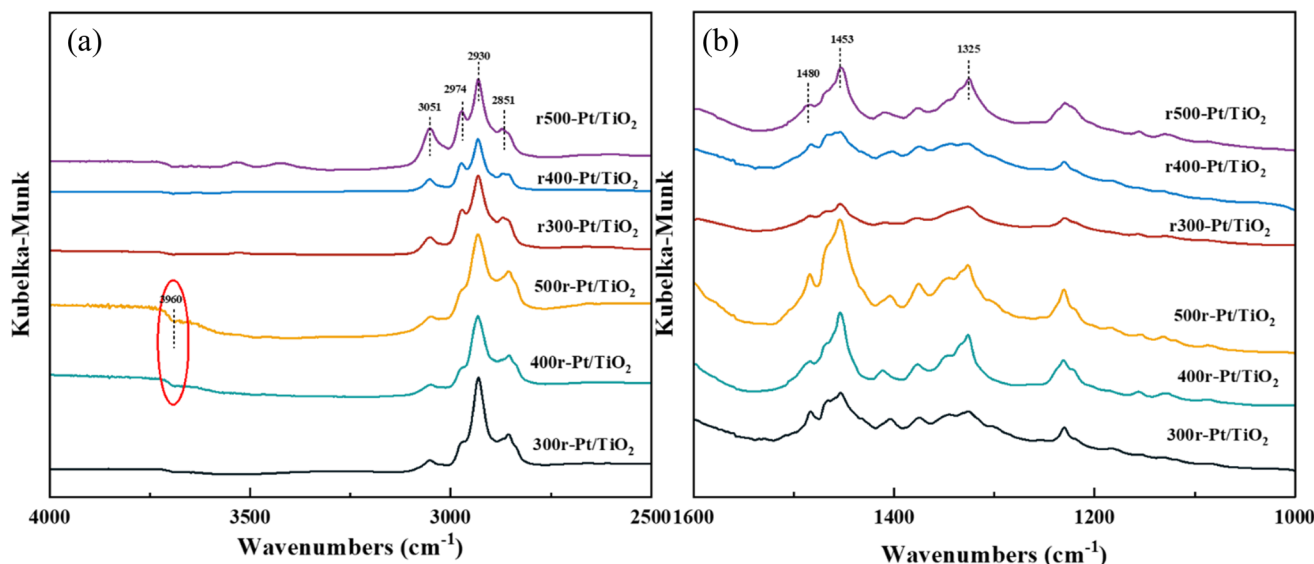 (a)
2930
2974
3051
2851
r500-Pt/TiO₂
r400-Pt/TiO₂
r300-Pt/TiO₂
500r-Pt/TiO₂
3960
400r-Pt/TiO₂
300r-Pt/TiO₂
Kubelka-Munk
4000 3500 3000 2500
Wavenumbers (cm⁻¹)
(b)
1453
1325
1480
r500-Pt/TiO₂
r400-Pt/TiO₂
r300-Pt/TiO₂
500r-Pt/TiO₂
400r-Pt/TiO₂
300r-Pt/TiO₂
Kubelka-Munk
1600 1400 1200 1000
Wavenumbers (cm⁻¹)